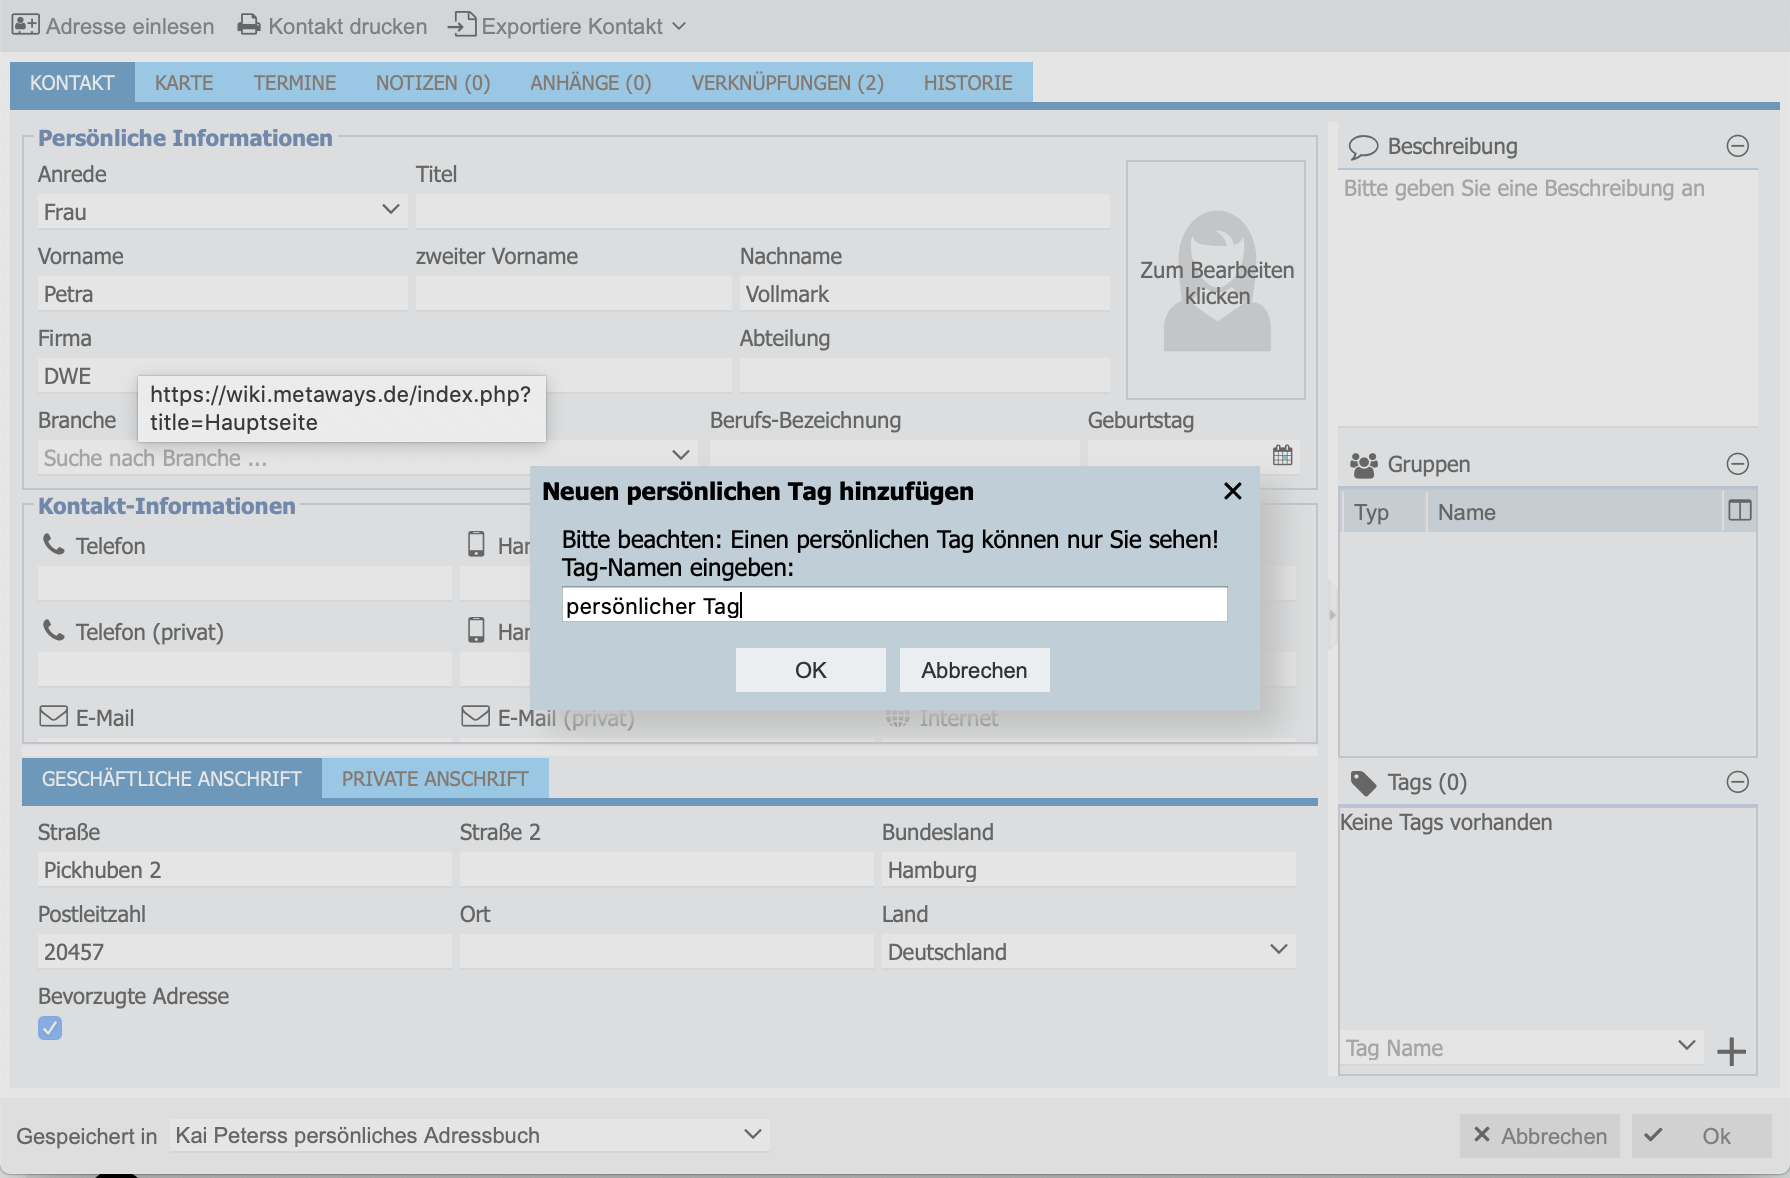 Adresse einlesen Kontakt drucken Exportiere Kontakt
KONTAKT KARTE TERMINE NOTIZEN (0) ANHÄNGE (0) VERKNÜPFUNGEN (2) HISTORIE
Persönliche Informationen
Anrede Titel
Frau
Vorname zweiter Vorname Nachname
Petra Vollmark
Firma Abteilung
DWE
https://wiki.metaways.de/index.php?
title=Hauptseite
Branche Berufs-Bezeichnung Geburtstag
Suche nach Branche ...
Zum Bearbeiten
klicken
Kontakt-Informationen
Telefon Han
Telefon (privat) Han
E-Mail E-Mail (privat) Internet
Neuen persönlichen Tag hinzufügen
Bitte beachten: Einen persönlichen Tag können nur Sie sehen!
Tag-Namen eingeben:
persönlicher Tag
OK Abbrechen
GESCHÄFTLICHE ANSCHRIFT PRIVATE ANSCHRIFT
Straße Straße 2 Bundesland
Pickhuben 2 Hamburg
Postleitzahl Ort Land
20457 Deutschland
Bevorzugte Adresse
Beschreibung
Bitte geben Sie eine Beschreibung an
Gruppen
Typ Name
Tags (0)
Keine Tags vorhanden
Tag Name
Gespeichert in Kai Peterss persönliches Adressbuch
Abbrechen Ok